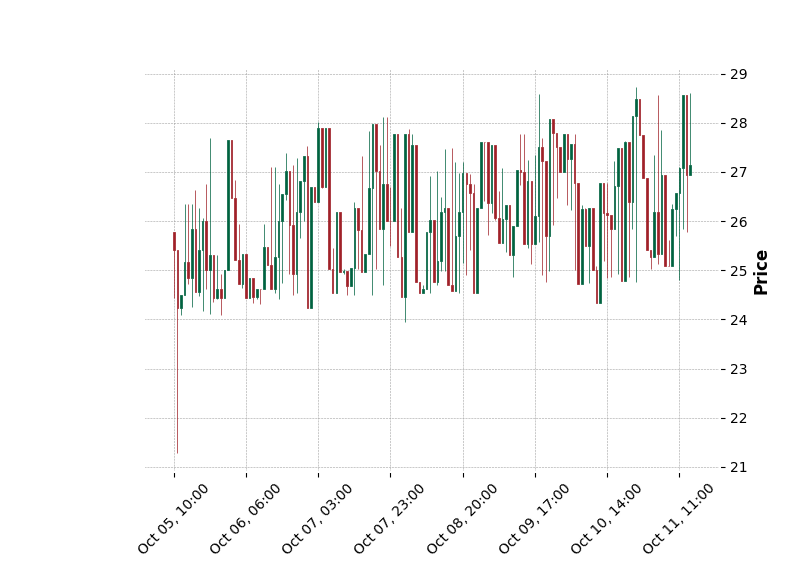 29
28
27
26
25
24
23
22
21
Price
Oct 05, 10:00
Oct 06, 06:00
Oct 07, 03:00
Oct 07, 23:00
Oct 08, 20:00
Oct 09, 17:00
Oct 10, 14:00
Oct 11, 11:00